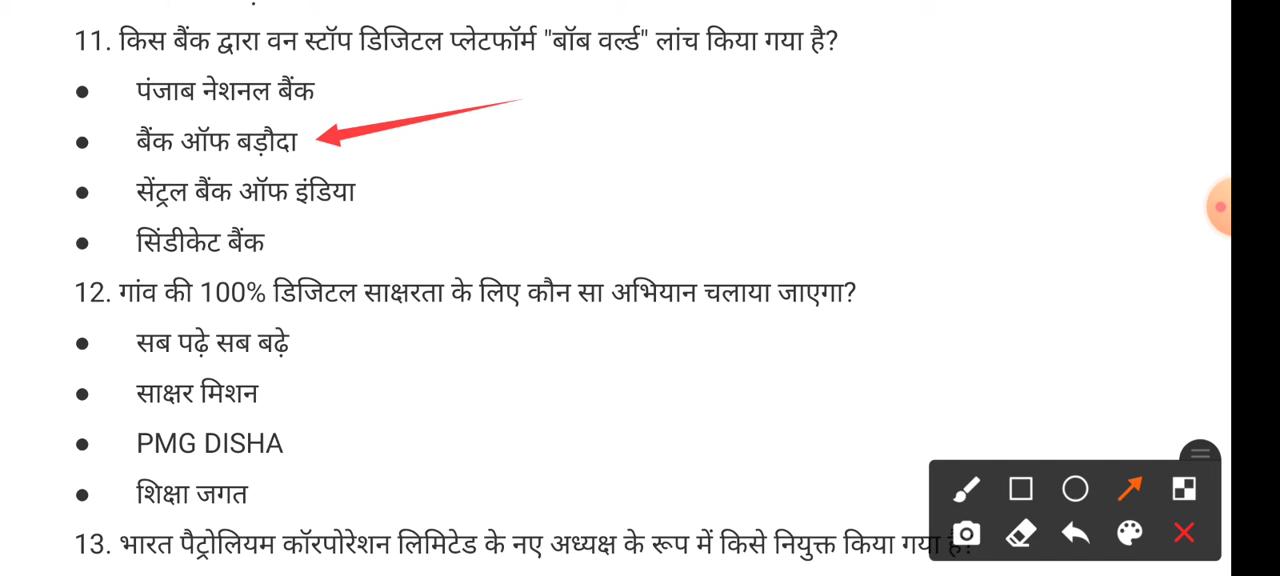 11. किस बैंक द्वारा वन स्टॉप डिजिटल प्लेटफॉर्म "बॉब वर्ल्ड" लांच किया गया है?
● पंजाब नेशनल बैंक
● बैंक ऑफ बड़ौदा
● सेंट्रल बैंक ऑफ इंडिया
● सिंडीकेट बैंक
12. गांव की 100% डिजिटल साक्षरता के लिए कौन सा अभियान चलाया जाएगा?
● सब पढ़े सब बढ़े
● साक्षर मिशन
● PMG DISHA
● शिक्षा जगत
13. भारत पैट्रोलियम कॉरपोरेशन लिमिटेड के नए अध्यक्ष के रूप में किसे नियुक्त किया गया है?